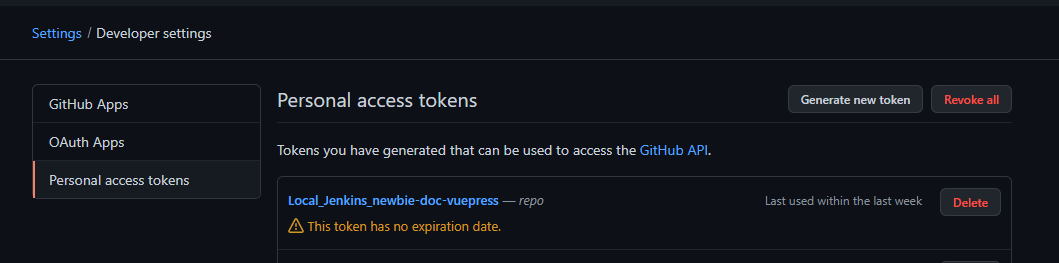 Settings / Developer settings
GitHub Apps
OAuth Apps
Personal access tokens
Personal access tokens
Generate new token
Revoke all
Tokens you have generated that can be used to access the GitHub API.
Local_Jenkins_newbie-doc-vuepress — repo
Last used within the last week
Delete
This token has no expiration date.